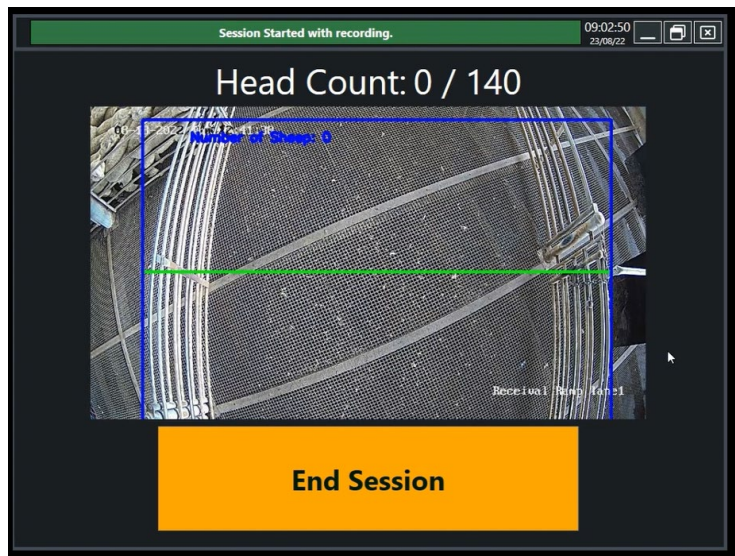 Session Started with recording.
09:02:50
23/08/22
Head Count: 0 / 140
2022
Number of Sheep: 0
Receival Ramp
End Session